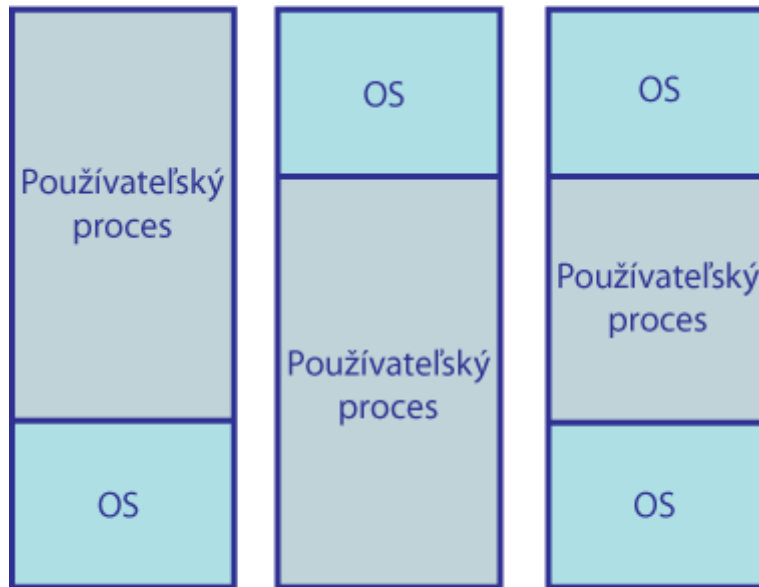 Používateľský
proces
OS
OS
Používateľský
proces
OS
Používateľský
proces
OS